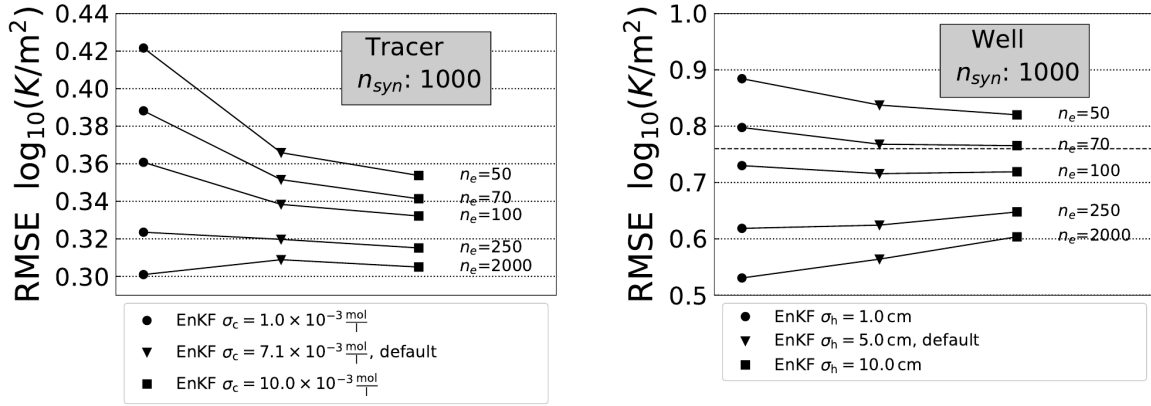 RMSE log₁₀(K/m²)
0.44
0.42
0.40
0.38
0.36
0.34
0.32
0.30
Tracer
n_syn: 1000
n_e=50
n_e=70
n_e=100
n_e=250
n_e=2000
EnKF σ_c = 1.0 × 10⁻³ mol/l
EnKF σ_c = 7.1 × 10⁻³ mol/l, default
EnKF σ_c = 10.0 × 10⁻³ mol/l
RMSE log₁₀(K/m²)
1.0
0.9
0.8
0.7
0.6
0.5
Well
n_syn: 1000
n_e=50
n_e=70
n_e=100
n_e=250
n_e=2000
EnKF σ_h = 1.0 cm
EnKF σ_h = 5.0 cm, default
EnKF σ_h = 10.0 cm